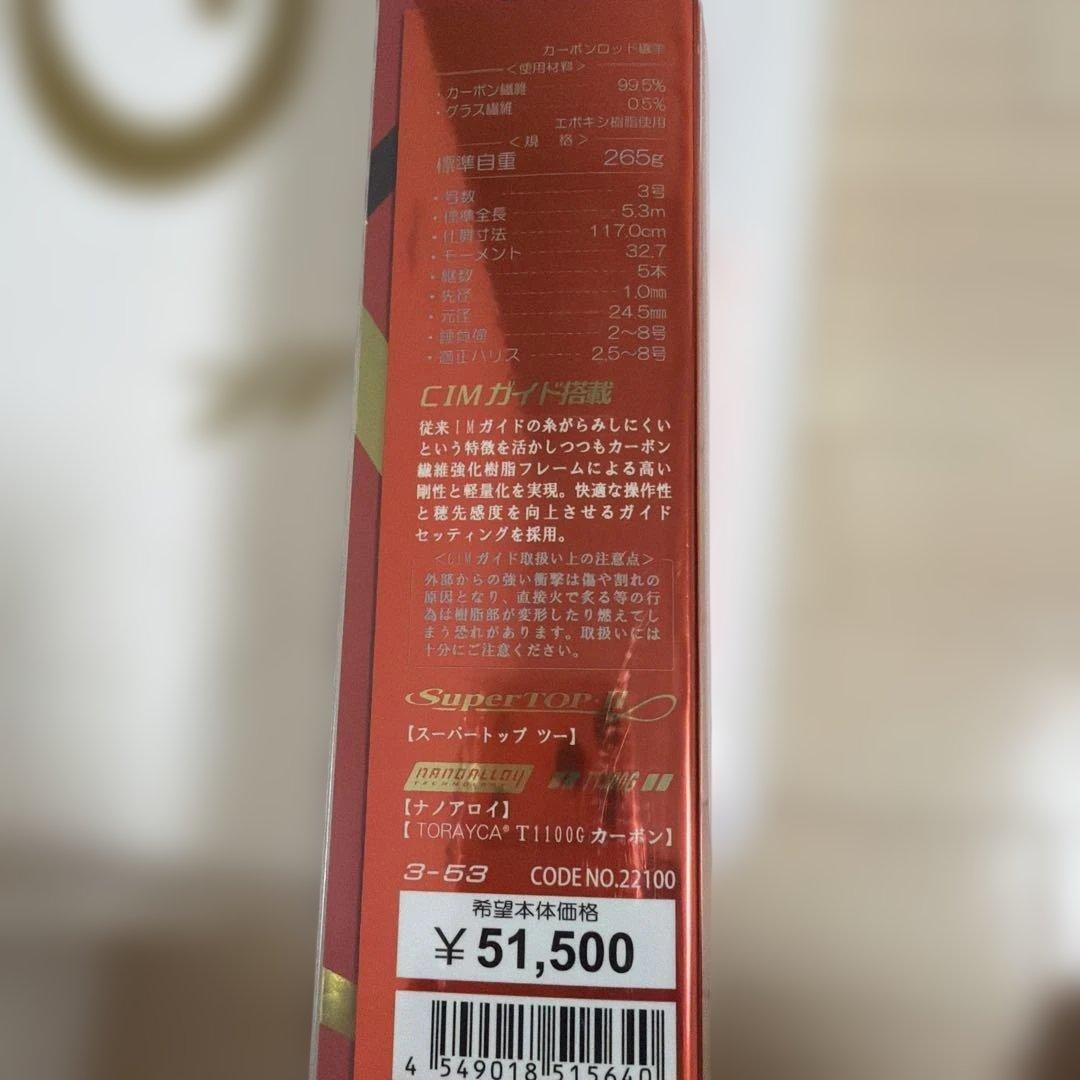 カーボンロッド繊竿
＜使用材料＞
・カーボン繊維 99.5%
・グラス繊維 0.5%
エポキシ樹脂使用
＜規 格＞
標準自重 265g
・号数 3号
・標準全長 5.3m
・仕舞寸法 117.0cm
・モーメント 32.7
・継数 5本
・先径 1.0mm
・元径 24.5mm
・錘負荷 2〜8号
・適正ハリス 2.5〜8号
CIMガイド搭載
従来IMガイドの糸がらみしにくい
という特徴を活かしつつもカーボン
繊維強化樹脂フレームによる高い
剛性と軽量化を実現。快適な操作性
と穂先感度を向上させるガイド
セッティングを採用。
＜CIMガイド取扱い上の注意点＞
外部からの強い衝撃は傷や割れの
原因となり、直接火で炙る等の行
為は樹脂部が変形したり燃えてし
まう恐れがあります。取扱いには
十分にご注意ください。
SuperTOP・II
【スーパートップ ツー】
NANOALLOY T1100G
TECHNOLOGY
【ナノアロイ】
【TORAYCA® T1100G カーボン】
3-53 CODE NO.22100
希望本体価格
¥51,500
4 549018 515640